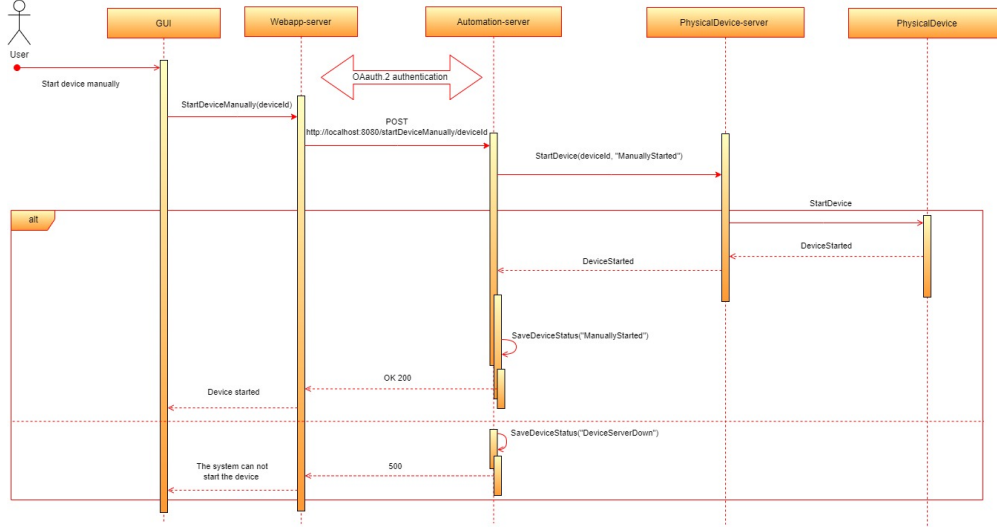 GUI
Webapp-server
Automation-server
PhysicalDevice-server
PhysicalDevice
User
OAauth.2 authentication
Start device manually
StartDeviceManually(deviceId)
POST
http://localhost:8080/startDeviceManually/deviceId
StartDevice(deviceId, "ManuallyStarted")
alt
StartDevice
DeviceStarted
DeviceStarted
SaveDeviceStatus("ManuallyStarted")
OK 200
Device started
SaveDeviceStatus("DeviceServerDown")
500
The system can not
start the device